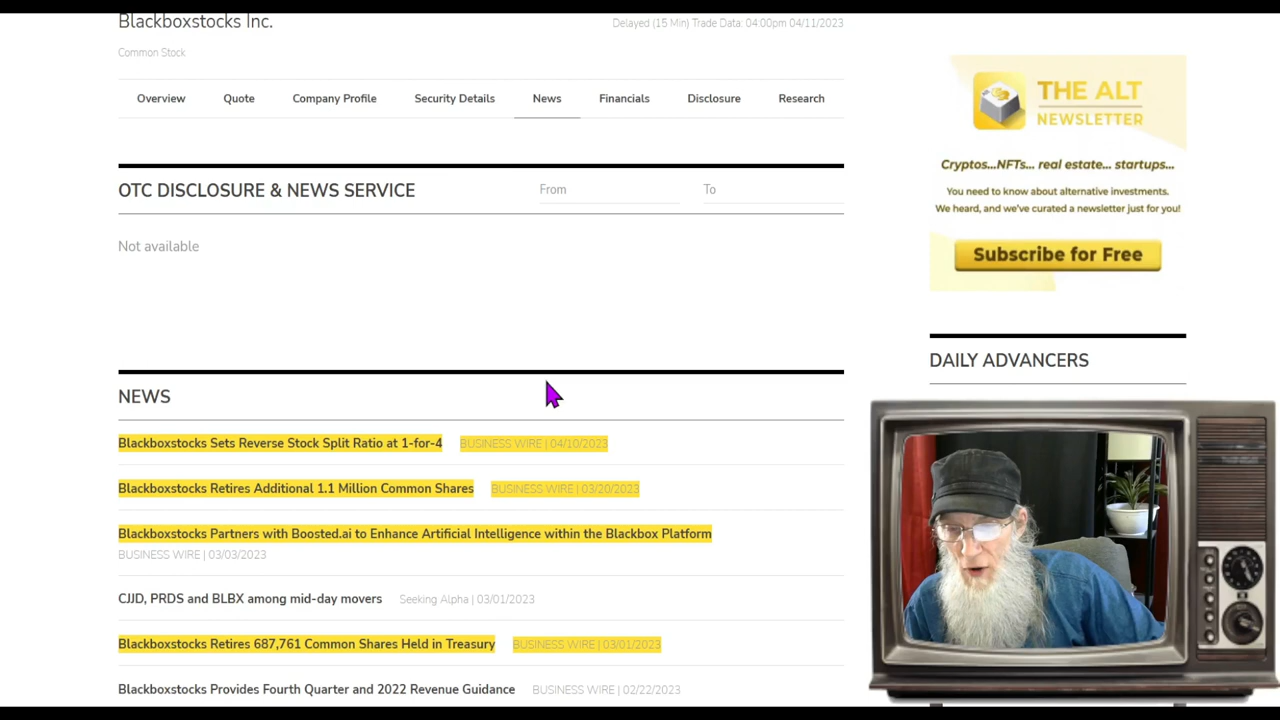 Blackboxstocks Inc.
Delayed (15 Min) Trade Data: 04:00pm 04/11/2023
Common Stock
Overview Quote Company Profile Security Details News Financials Disclosure Research
OTC DISCLOSURE & NEWS SERVICE From To
Not available
NEWS
Blackboxstocks Sets Reverse Stock Split Ratio at 1-for-4 BUSINESS WIRE | 04/10/2023
Blackboxstocks Retires Additional 1.1 Million Common Shares BUSINESS WIRE | 03/20/2023
Blackboxstocks Partners with Boosted.ai to Enhance Artificial Intelligence within the Blackbox Platform
BUSINESS WIRE | 03/03/2023
CJJD, PRDS and BLBX among mid-day movers Seeking Alpha | 03/01/2023
Blackboxstocks Retires 687,761 Common Shares Held in Treasury BUSINESS WIRE | 03/01/2023
Blackboxstocks Provides Fourth Quarter and 2022 Revenue Guidance BUSINESS WIRE | 02/22/2023
THE ALT
NEWSLETTER
Cryptos...NFTs... real estate... startups...
You need to know about alternative investments.
We heard, and we've curated a newsletter just for you!
Subscribe for Free
DAILY ADVANCERS